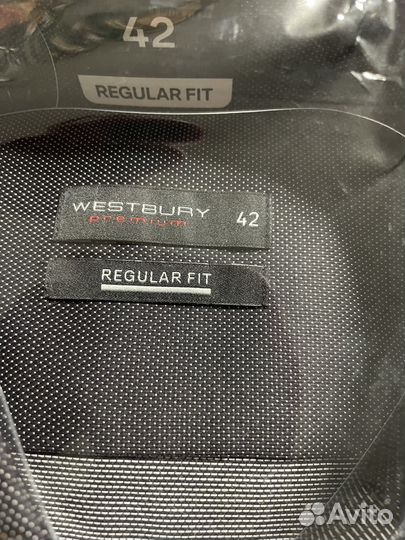 42
REGULAR FIT
WESTBURY 42
premium
REGULAR FIT
Avito